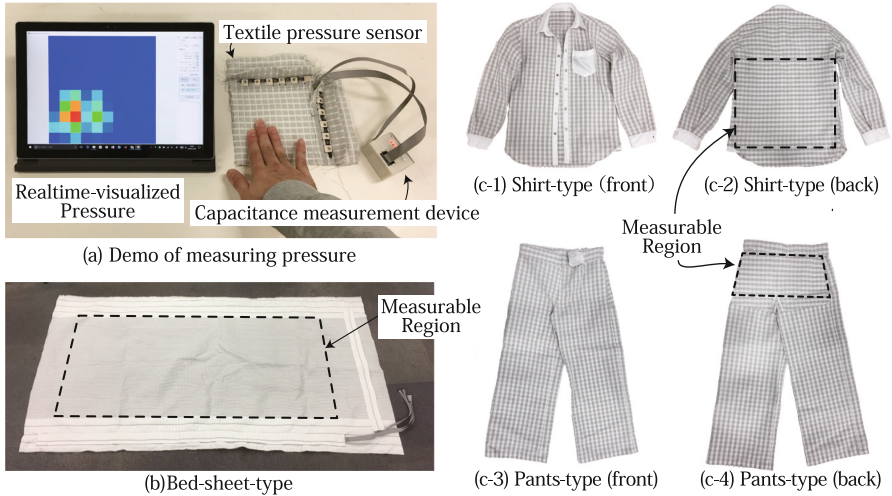 Textile pressure sensor
Realtime-visualized
Pressure
Capacitance measurement device
(a) Demo of measuring pressure
Measurable
Region
(b)Bed-sheet-type
(c-1) Shirt-type (front)
(c-2) Shirt-type (back)
Measurable
Region
(c-3) Pants-type (front)
(c-4) Pants-type (back)